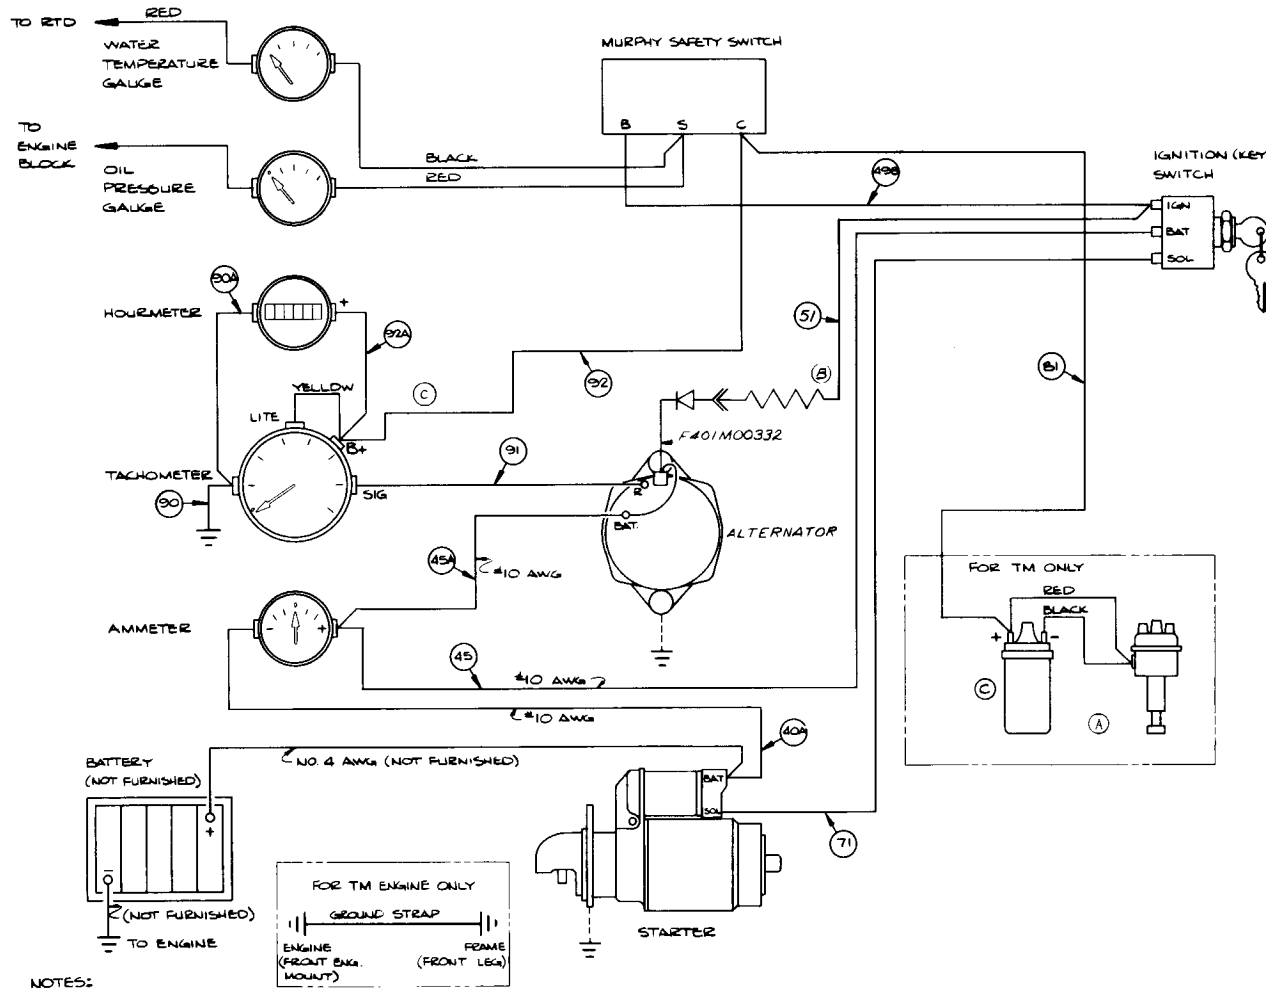 TO RTD
RED
WATER
TEMPERATURE
GAUGE
MURPHY SAFETY SWITCH
B S C
TO
ENGINE
BLOCK
OIL
PRESSURE
GAUGE
BLACK
RED
49B
IGNITION (KEY
SWITCH
IGN
BAT
SOL
90A
HOURMETER
+
92A
51
92
81
YELLOW
C
B
LITE
B+
F401M00332
TACHOMETER
91
SIG
R
90
BAT.
ALTERNATOR
45A
#10 AWG
FOR TM ONLY
RED
BLACK
+ -
C
A
AMMETER
- 0 +
45
#10 AWG
#10 AWG
40A
BATTERY
(NOT FURNISHED)
NO. 4 AWG (NOT FURNISHED)
BAT
SOL
71
+
-
(NOT FURNISHED)
TO ENGINE
FOR TM ENGINE ONLY
GROUND STRAP
ENGINE
(FRONT ENG.
MOUNT)
FRAME
(FRONT LEG)
STARTER
NOTES: